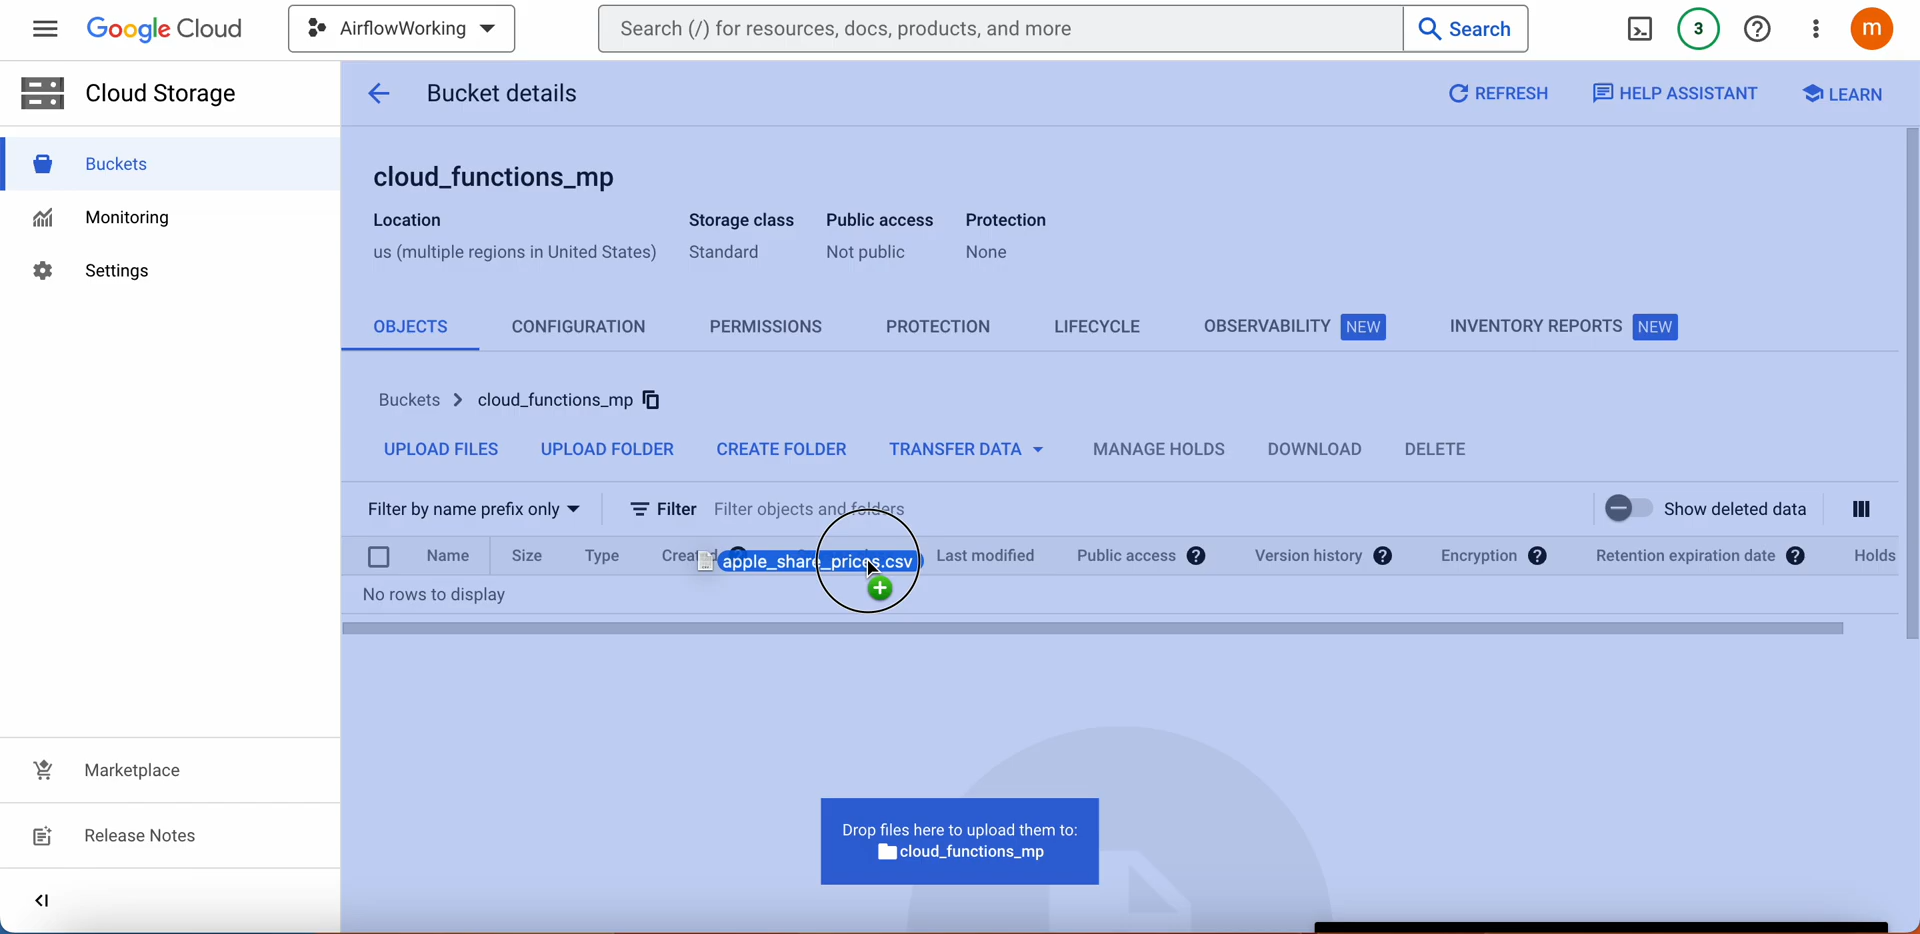 Google Cloud
AirflowWorking
Search (/) for resources, docs, products, and more
Search
3
m
Cloud Storage
Bucket details
REFRESH
HELP ASSISTANT
LEARN
Buckets
Monitoring
Settings
cloud_functions_mp
Location Storage class Public access Protection
us (multiple regions in United States) Standard Not public None
OBJECTS CONFIGURATION PERMISSIONS PROTECTION LIFECYCLE OBSERVABILITY NEW INVENTORY REPORTS NEW
Buckets > cloud_functions_mp
UPLOAD FILES UPLOAD FOLDER CREATE FOLDER TRANSFER DATA MANAGE HOLDS DOWNLOAD DELETE
Filter by name prefix only Filter Filter objects and folders Show deleted data
Name Size Type Created Last modified Public access Version history Encryption Retention expiration date Holds
apple_share_prices.csv
No rows to display
Drop files here to upload them to:
cloud_functions_mp
Marketplace
Release Notes